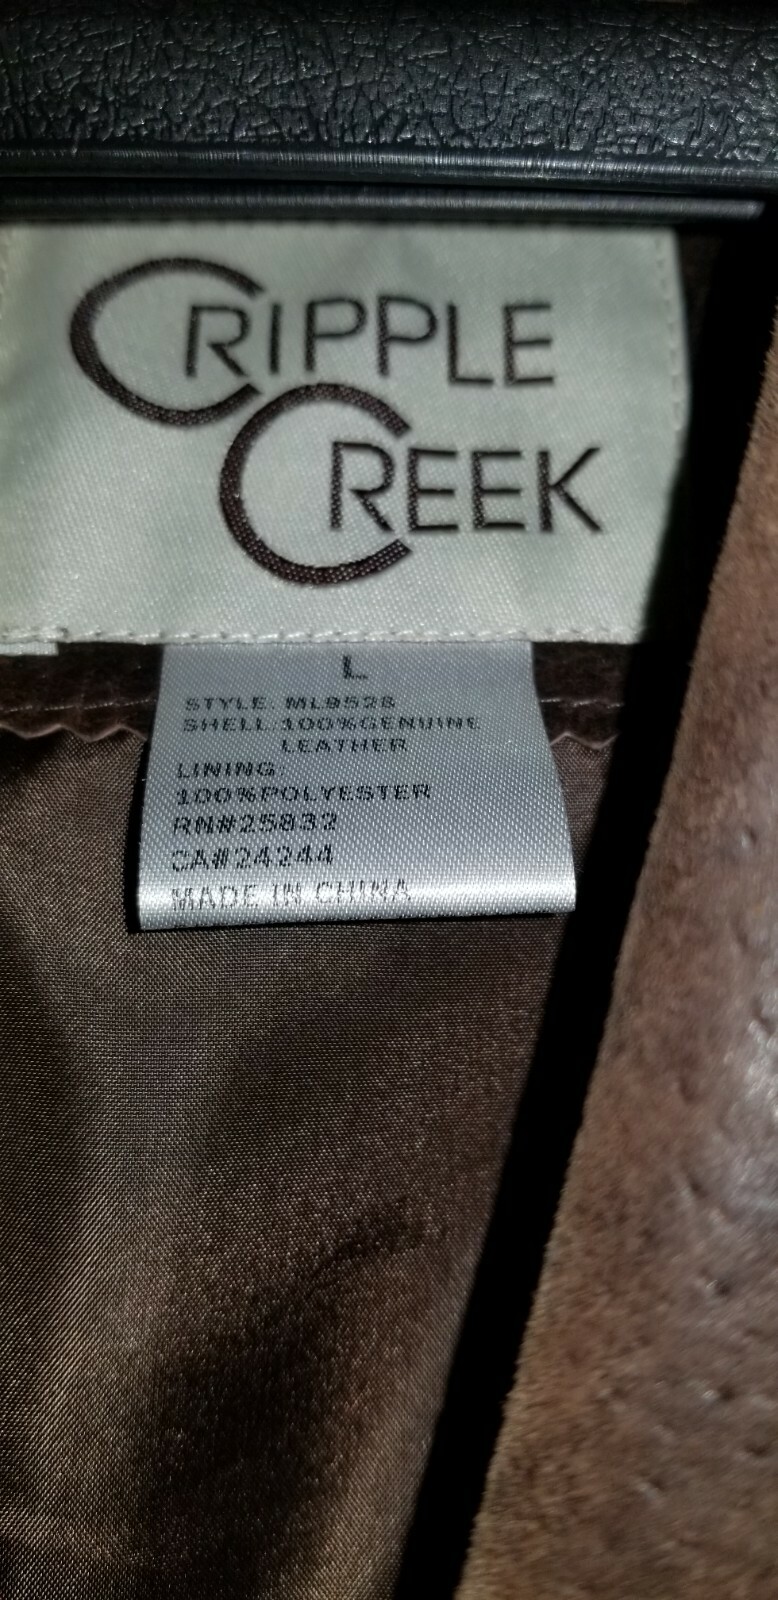 CRIPPLE
CREEK
L
STYLE: ML9528
SHELL:100%GENUINE
LEATHER
LINING:
100%POLYESTER
RN#25832
CA#24244
MADE IN CHINA